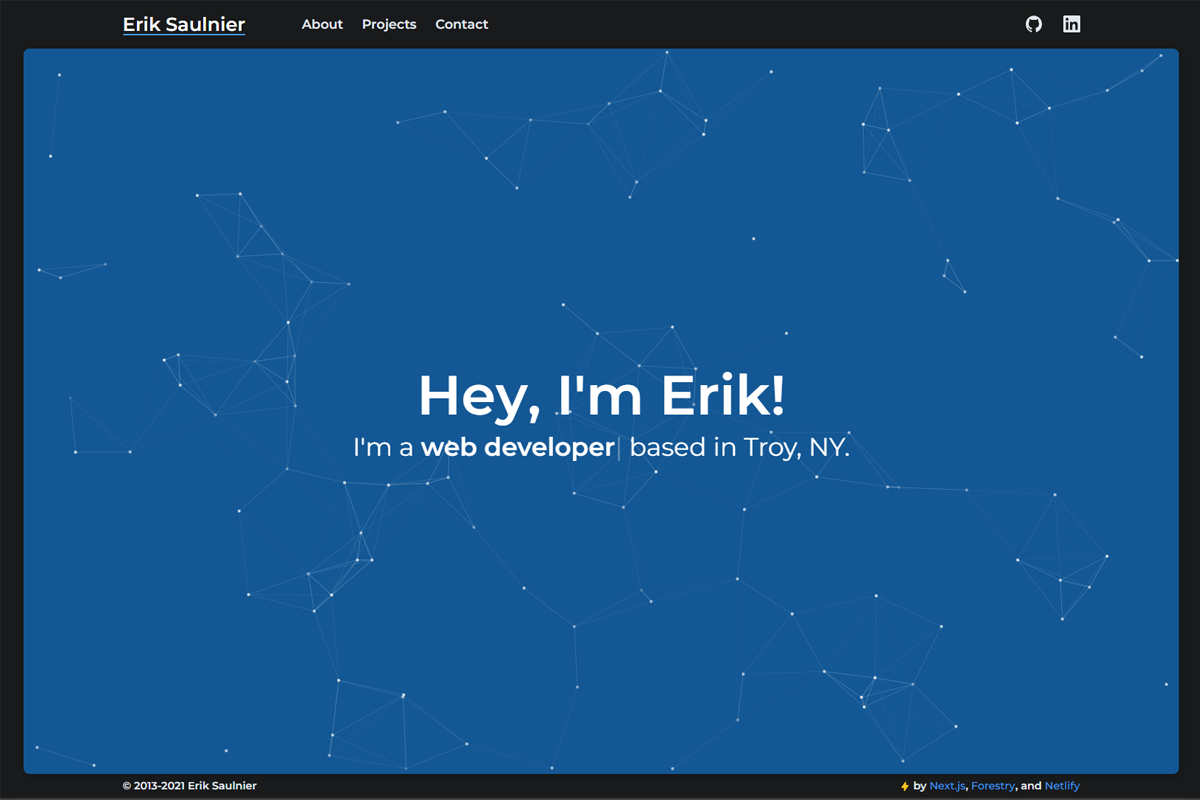 Erik Saulnier About Projects Contact
Hey, I'm Erik!
I'm a web developer| based in Troy, NY.
© 2013-2021 Erik Saulnier
⚡ by Next.js, Forestry, and Netlify